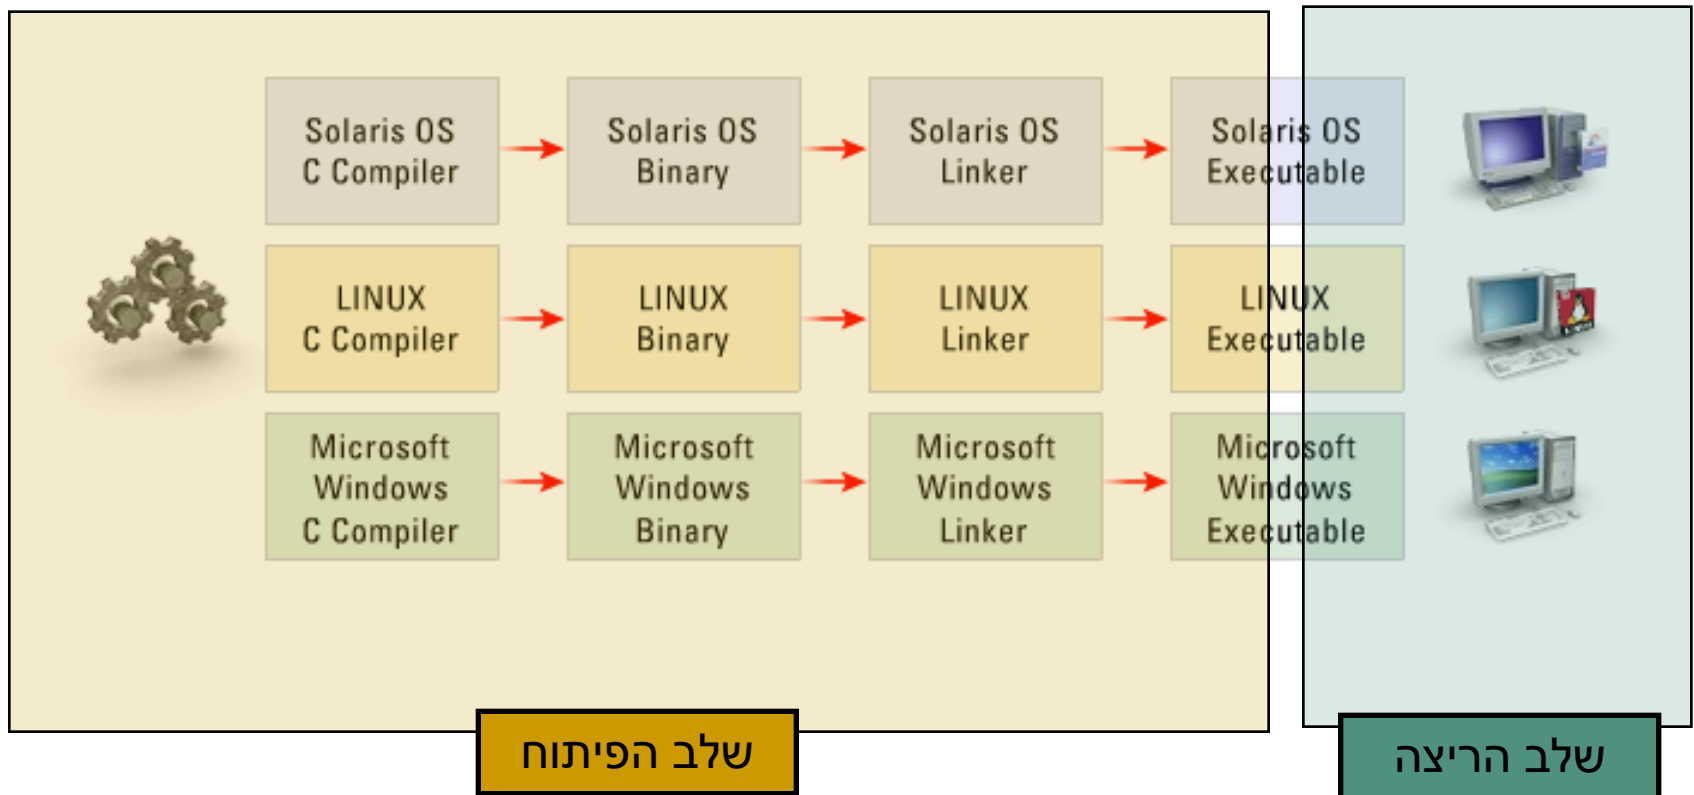 Solaris OS
C Compiler
Solaris OS
Binary
Solaris OS
Linker
Solaris OS
Executable
LINUX
C Compiler
LINUX
Binary
LINUX
Linker
LINUX
Executable
Microsoft
Windows
C Compiler
Microsoft
Windows
Binary
Microsoft
Windows
Linker
Microsoft
Windows
Executable
שלב הפיתוח
שלב הריצה